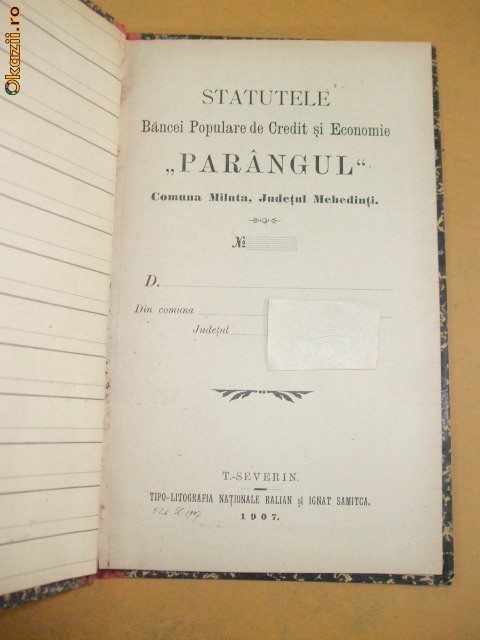 Okazii.ro
STATUTELE
Băncei Populare de Credit și Economie
„PARÂNGUL“
Comuna Miluta, Județul Mehedinți.
№
D.
Din comuna
Județul
T.-SEVERIN.
TIPO-LITOGRAFIA NAȚIONALE RALIAN și IGNAT SAMITCA.
1907.